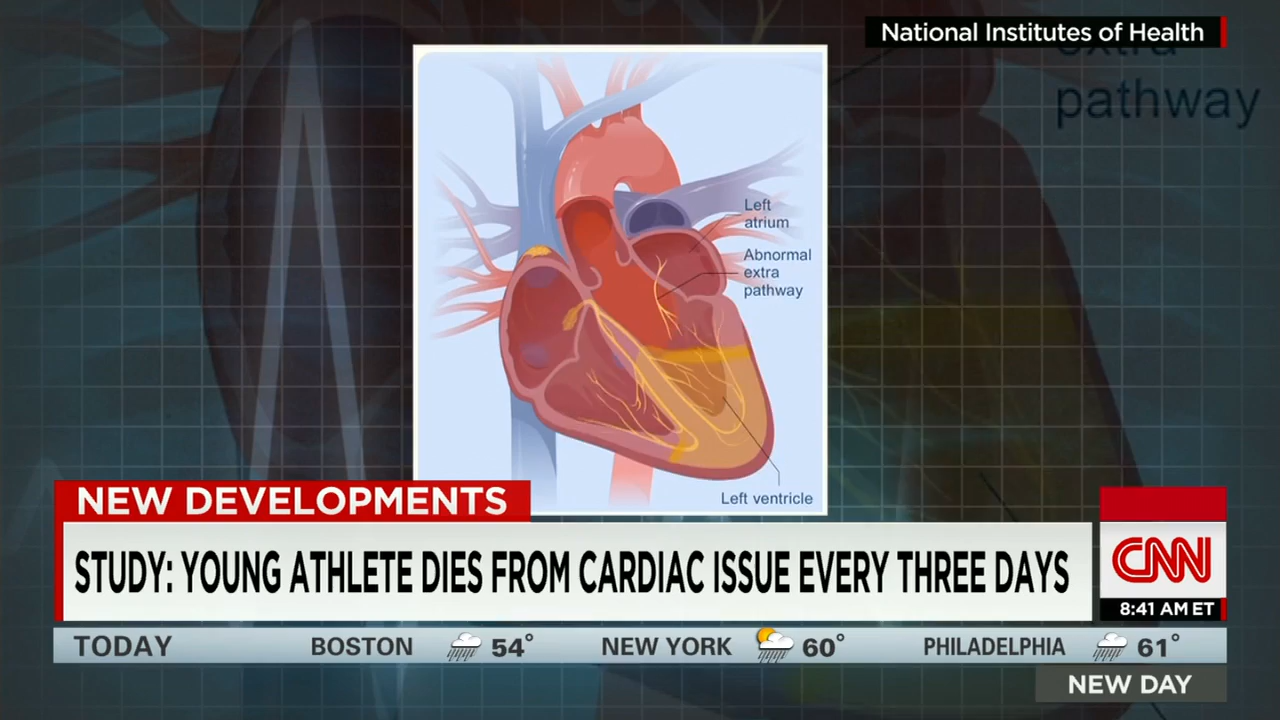 National Institutes of Health
extra
pathway
Left
atrium
Abnormal
extra
pathway
Left ventricle
NEW DEVELOPMENTS
STUDY: YOUNG ATHLETE DIES FROM CARDIAC ISSUE EVERY THREE DAYS
CNN
8:41 AM ET
TODAY BOSTON 54° NEW YORK 60° PHILADELPHIA 61°
NEW DAY